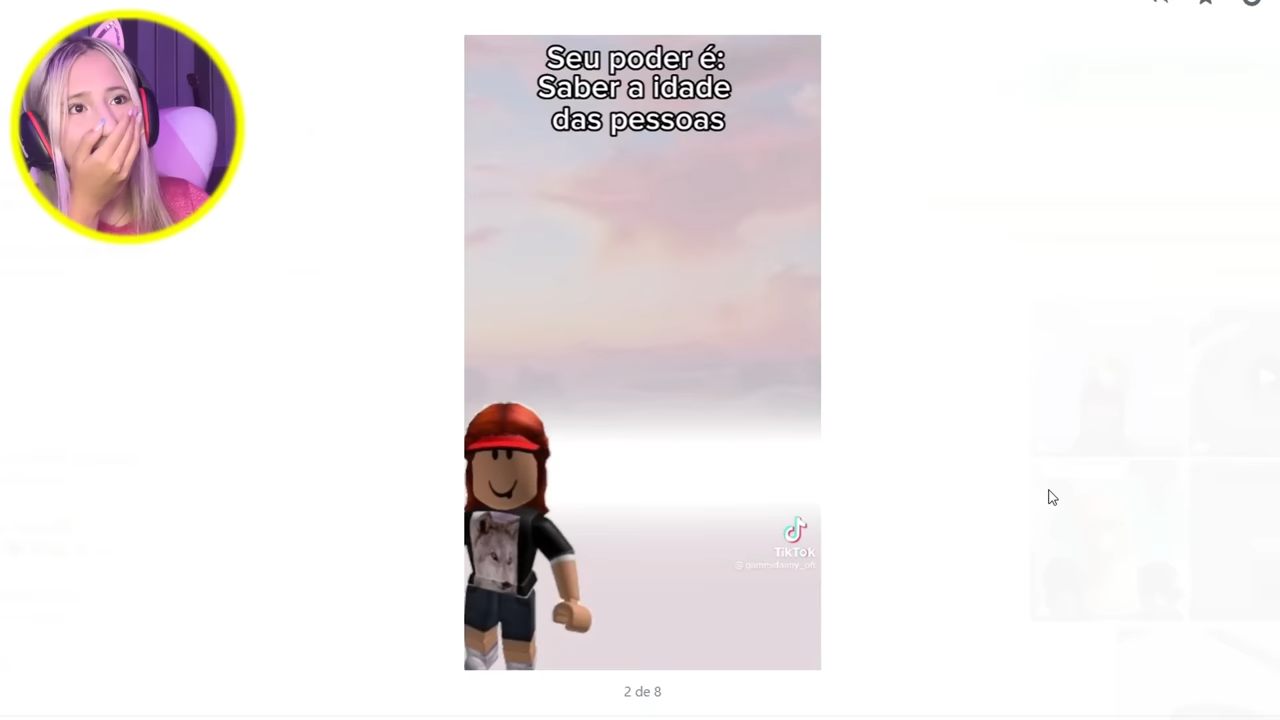 Seu poder é:
Saber a idade
das pessoas
TikTok
2 de 8